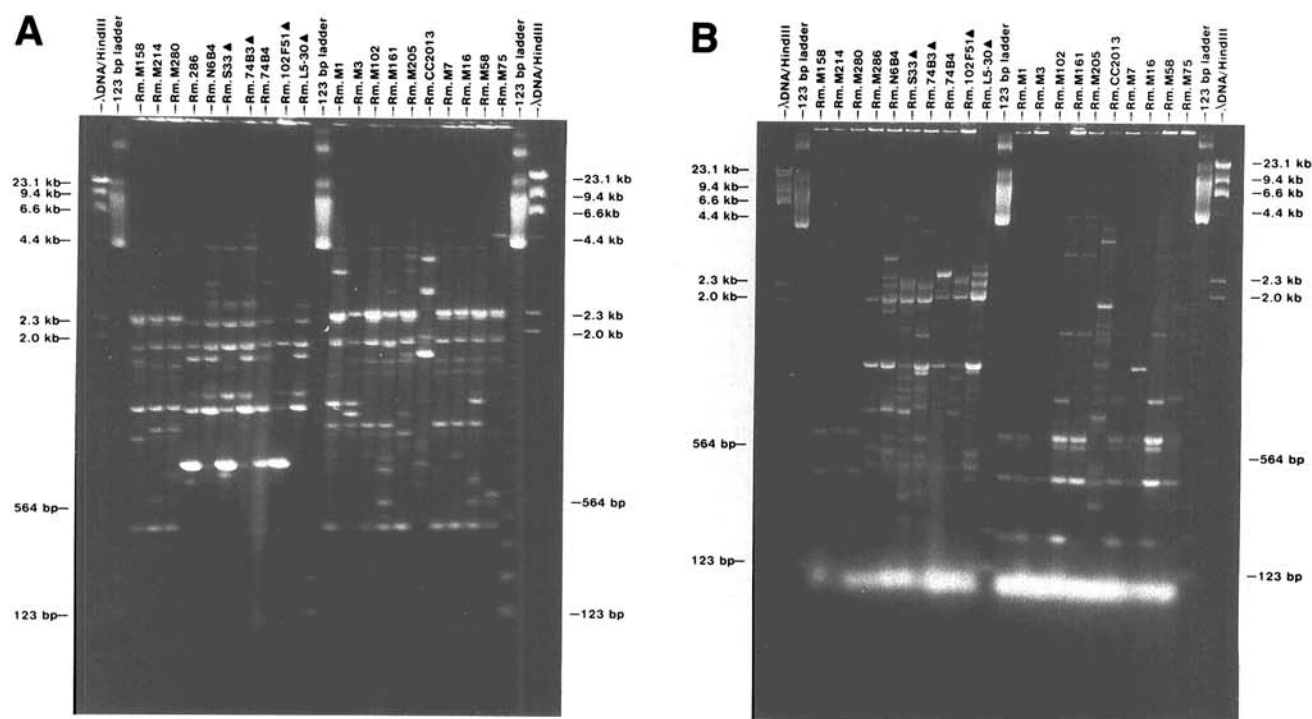 A
–λDNA/HindIII
–123 bp ladder
–Rm.M158
–Rm.M214
–Rm.M280
–Rm.286
–Rm.N6B4
–Rm.S33▲
–Rm.74B3▲
–Rm.74B4
–Rm.102F51▲
–Rm.L5-30▲
–123 bp ladder
–Rm.M1
–Rm.M3
–Rm.M102
–Rm.M161
–Rm.M205
–Rm.CC2013
–Rm.M7
–Rm.M16
–Rm.M58
–Rm.M75
–123 bp ladder
–λDNA/HindIII
23.1 kb–
9.4 kb–
6.6 kb–
4.4 kb–
2.3 kb–
2.0 kb–
564 bp–
123 bp–
–23.1 kb
–9.4 kb
–6.6kb
–4.4 kb
–2.3 kb
–2.0 kb
–564 bp
–123 bp
B
–λDNA/HindIII
–123 bp ladder
–Rm.M158
–Rm.M214
–Rm.M280
–Rm.M286
–Rm.N6B4
–Rm.S33▲
–Rm.74B3▲
–Rm.74B4
–Rm.102F51▲
–Rm.L5-30▲
–123 bp ladder
–Rm.M1
–Rm.M3
–Rm.M102
–Rm.M161
–Rm.M205
–Rm.CC2013
–Rm.M7
–Rm.M16
–Rm.M58
–Rm.M75
–123 bp ladder
–λDNA/HindIII
23.1 kb–
9.4 kb–
6.6 kb–
4.4 kb–
2.3 kb–
2.0 kb–
564 bp–
123 bp–
–23.1 kb
–9.4 kb
–6.6 kb
–4.4 kb
–2.3 kb
–2.0 kb
–564 bp
–123 bp